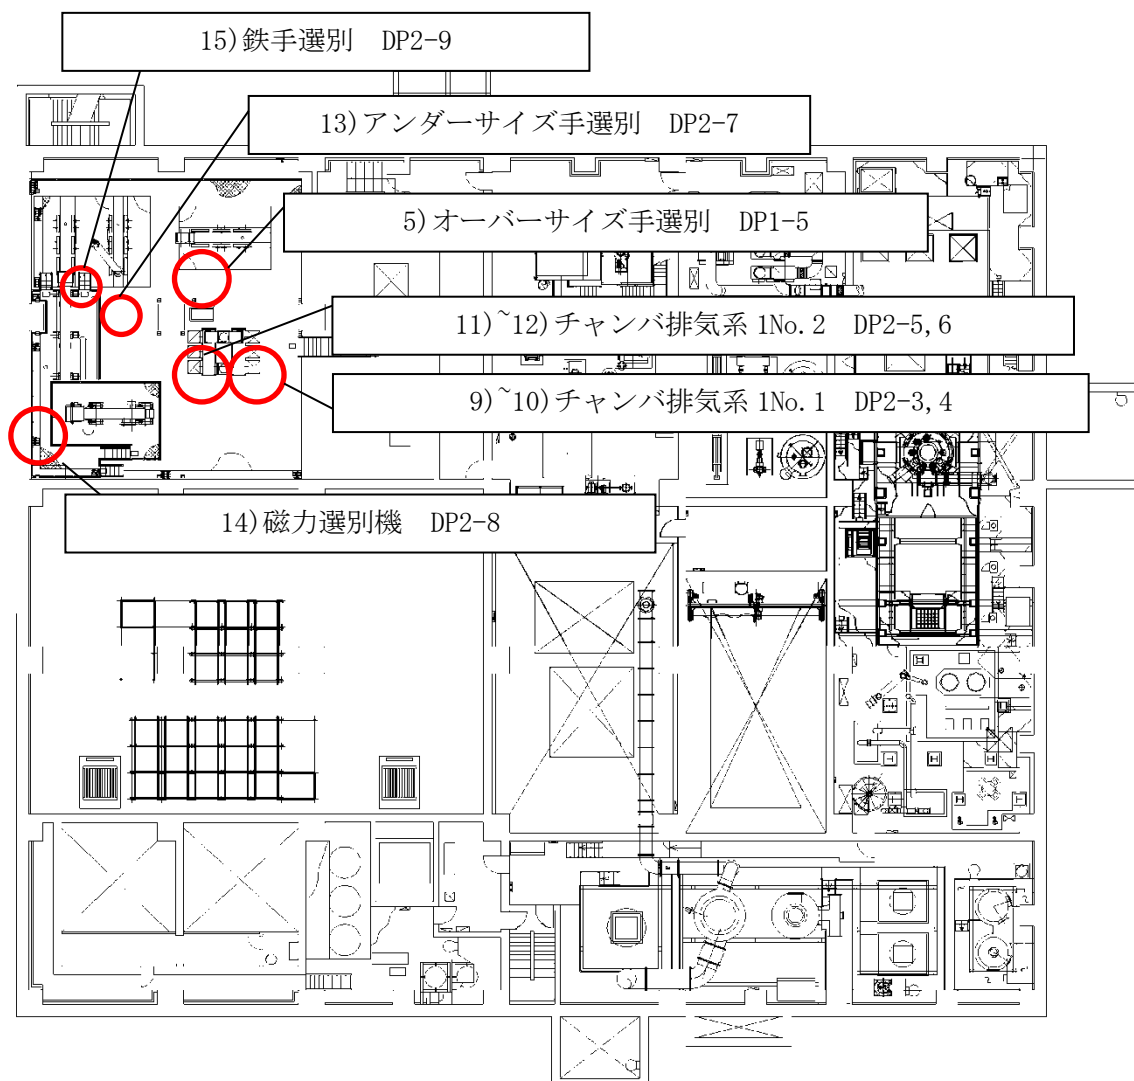 15)鉄手選別 DP2-9
13)アンダーサイズ手選別 DP2-7
5)オーバーサイズ手選別 DP1-5
11)~12)チャンバ排気系 1No.2 DP2-5,6
9)~10)チャンバ排気系 1No.1 DP2-3,4
14)磁力選別機 DP2-8